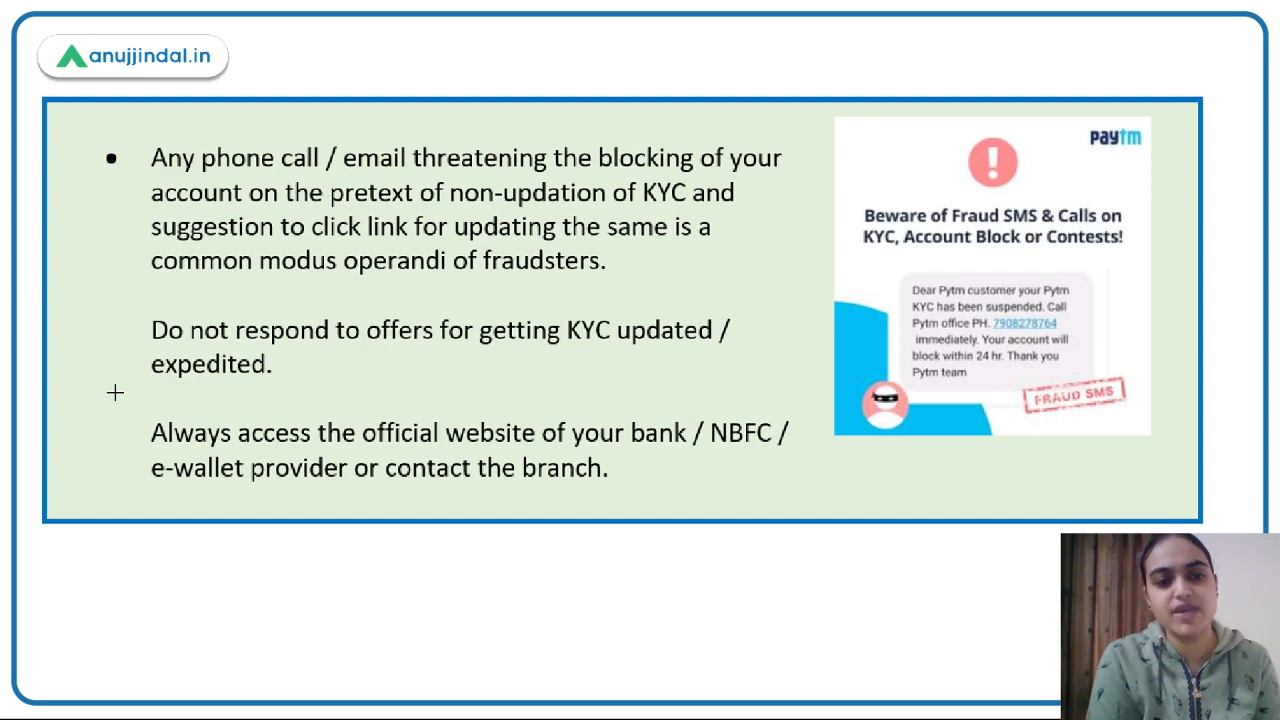 anujjindal.in
• Any phone call / email threatening the blocking of your
account on the pretext of non-updation of KYC and
suggestion to click link for updating the same is a
common modus operandi of fraudsters.
Do not respond to offers for getting KYC updated /
expedited.
Always access the official website of your bank / NBFC /
e-wallet provider or contact the branch.
paytm
!
Beware of Fraud SMS & Calls on
KYC, Account Block or Contests!
Dear Pytm customer your Pytm
KYC has been suspended. Call
Pytm office PH. 7908278764
immediately. Your account will
block within 24 hr. Thank you
Pytm team
FRAUD SMS